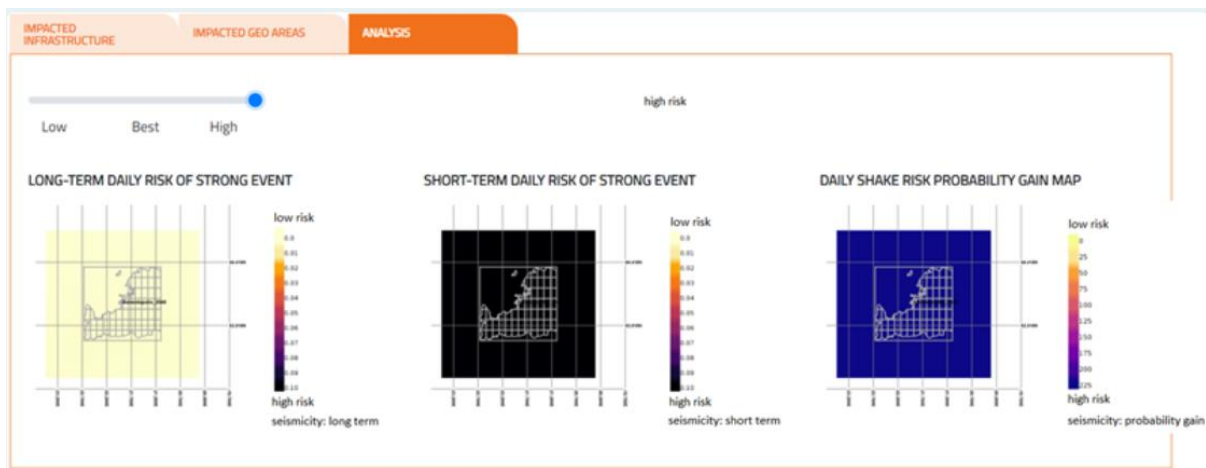 IMPACTED
INFRASTRUCTURE
IMPACTED GEO AREAS
ANALYSIS
high risk
Low
Best
High
LONG-TERM DAILY RISK OF STRONG EVENT
low risk
0.0
0.01
0.02
0.03
0.04
0.05
0.06
0.07
0.08
0.09
0.10
high risk
seismicity: long term
SHORT-TERM DAILY RISK OF STRONG EVENT
low risk
0.0
0.01
0.02
0.03
0.04
0.05
0.06
0.07
0.08
0.09
0.10
high risk
seismicity: short term
DAILY SHAKE RISK PROBABILITY GAIN MAP
low risk
0
25
50
75
100
125
150
175
200
225
high risk
seismicity: probability gain